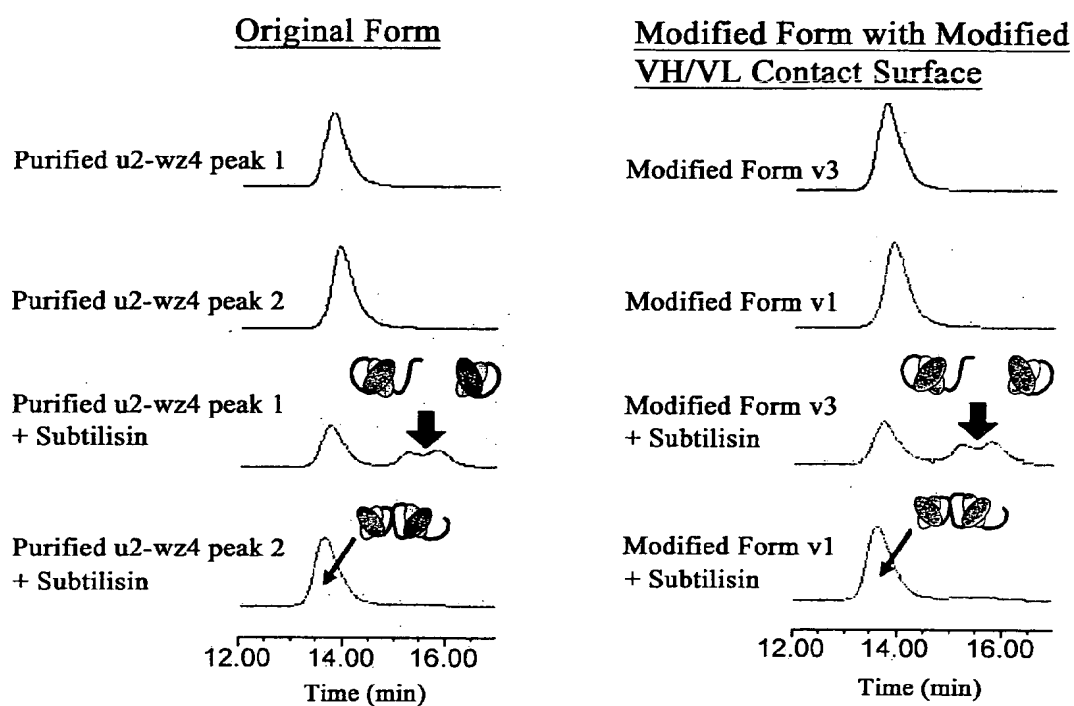 Original Form
Purified u2-wz4 peak 1
Purified u2-wz4 peak 2
Purified u2-wz4 peak 1
+ Subtilisin
Purified u2-wz4 peak 2
+ Subtilisin
12.00 14.00 16.00
Time (min)
Modified Form with Modified
VH/VL Contact Surface
Modified Form v3
Modified Form v1
Modified Form v3
+ Subtilisin
Modified Form v1
+ Subtilisin
12.00 14.00 16.00
Time (min)